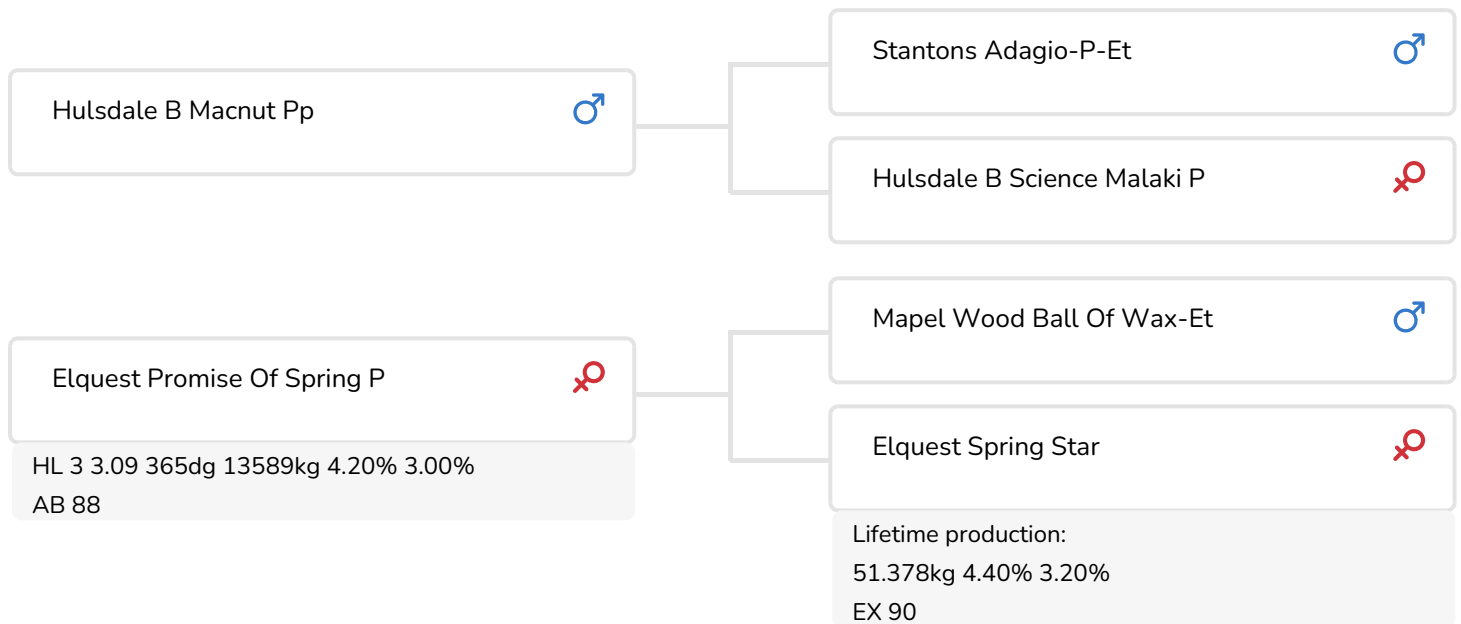 Stantons Adagio-P-Et
Hulsdale B Macnut Pp
Hulsdale B Science Malaki P
Mapel Wood Ball Of Wax-Et
Elquest Promise Of Spring P
HL 3 3.09 365dg 13589kg 4.20% 3.00%
AB 88
Elquest Spring Star
Lifetime production:
51.378kg 4.40% 3.20%
EX 90